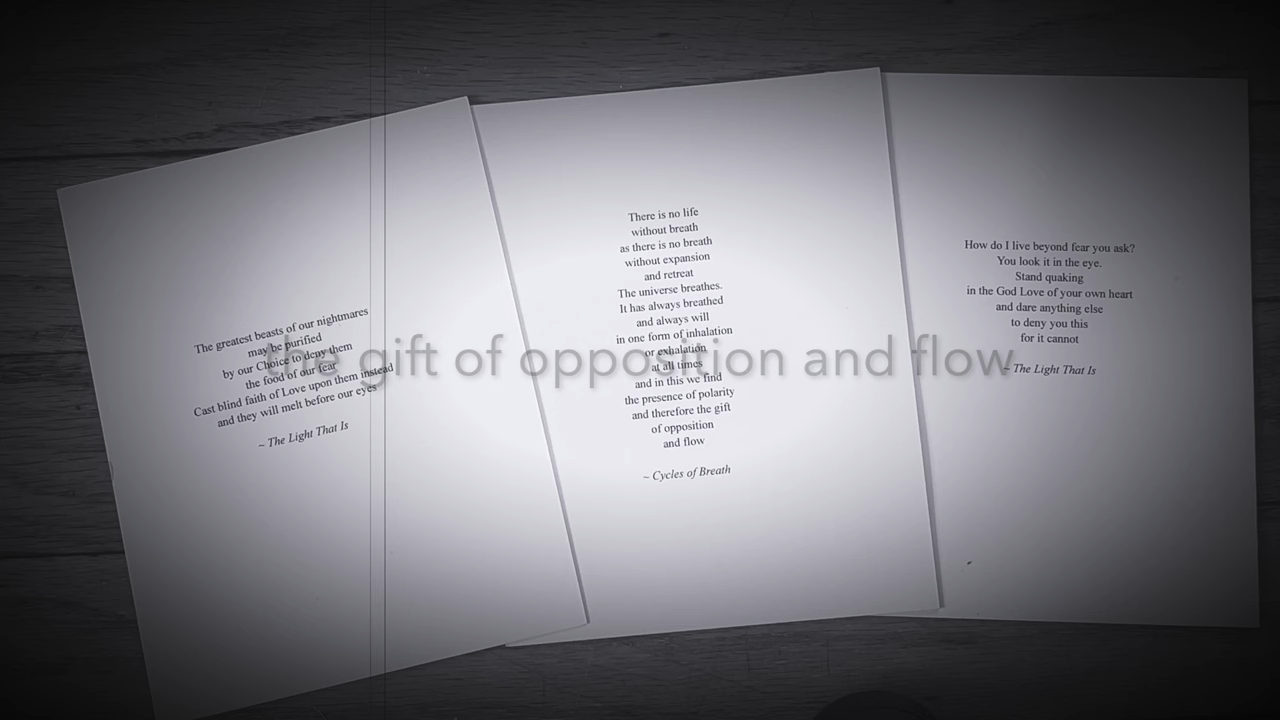 The greatest beasts of our nightmares
may be purified
by our Choice to deny them
the food of our fear
Cast blind faith of Love upon them instead
and they will melt before our eyes
~ The Light That Is
There is no life
without breath
as there is no breath
without expansion
and retreat
The universe breathes.
It has always breathed
and always will
in one form of inhalation
or exhalation
at all times
and in this we find
the presence of polarity
and therefore the gift
of opposition
and flow
~ Cycles of Breath
How do I live beyond fear you ask?
You look it in the eye.
Stand quaking
in the God Love of your own heart
and dare anything else
to deny you this
for it cannot
~ The Light That Is
the gift of opposition and flow